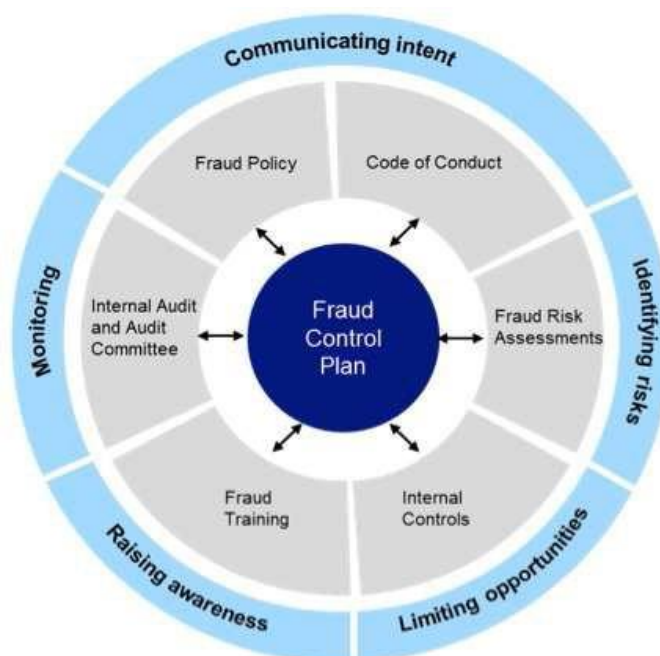 Communicating intent
Fraud Policy
Code of Conduct
Monitoring
Internal Audit
and Audit
Committee
Fraud
Control
Plan
Fraud Risk
Assessments
Identifying risks
Fraud
Training
Internal
Controls
Raising awareness
Limiting opportunities